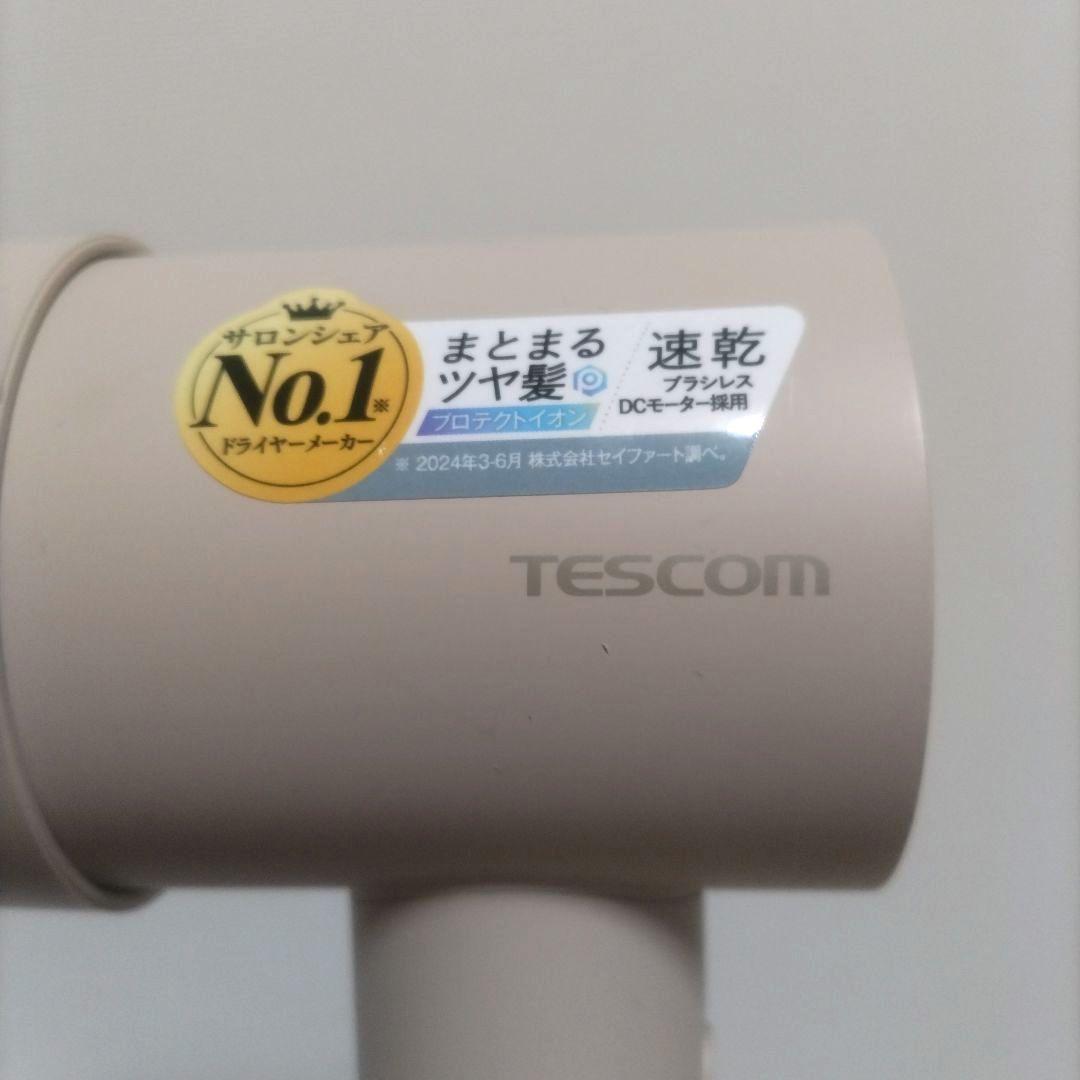 サロンシェア
No.1※
ドライヤーメーカー
まとまる
ツヤ髪
プロテクトイオン
速乾
ブラシレス
DCモーター採用
※ 2024年3-6月 株式会社セイファート調べ。
TESCOM